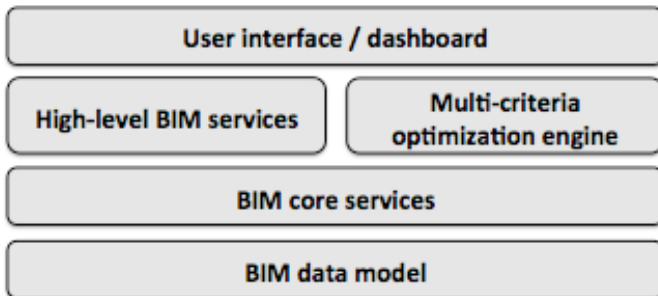 User interface / dashboard
High-level BIM services
Multi-criteria
optimization engine
BIM core services
BIM data model